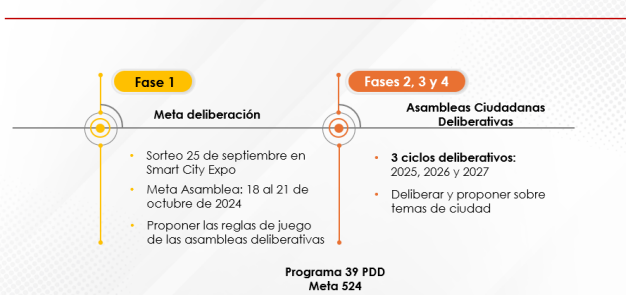 Fase 1
Meta deliberación
• Sorteo 25 de septiembre en
Smart City Expo
• Meta Asamblea: 18 al 21 de
octubre de 2024
• Proponer las reglas de juego
de las asambleas deliberativas
Fases 2, 3 y 4
Asambleas Ciudadanas
Deliberativas
• 3 ciclos deliberativos:
2025, 2026 y 2027
• Deliberar y proponer sobre
temas de ciudad
Programa 39 PDD
Meta 524